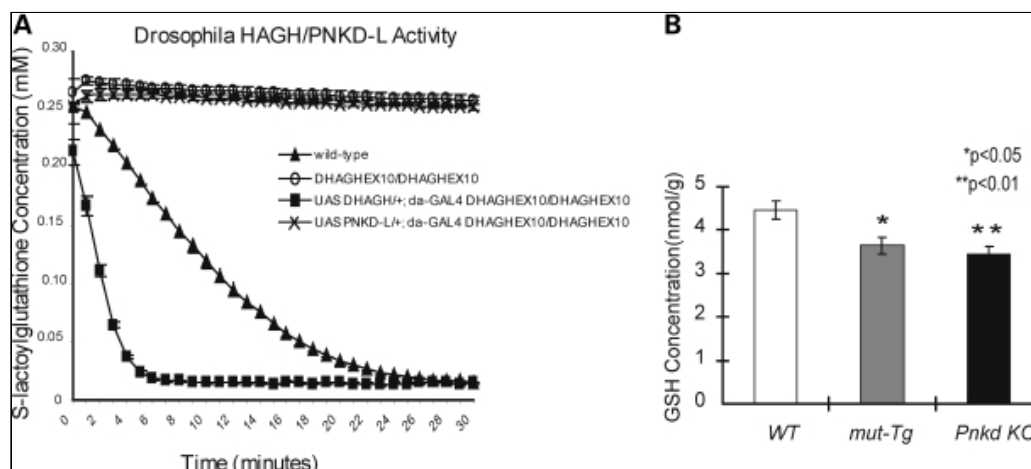 A
Drosophila HAGH/PNKD-L Activity
S-lactoylglutathione Concentration (mM)
0.30
0.25
0.20
0.15
0.10
0.05
0
0 2 4 6 8 10 12 14 16 18 20 22 24 26 28 30
Time (minutes)
wild-type
DHAGHEX10/DHAGHEX10
UAS DHAGH/+; da-GAL4 DHAGHEX10/DHAGHEX10
UAS PNKD-L/+; da-GAL4 DHAGHEX10/DHAGHEX10
B
*p<0.05
**p<0.01
GSH Concentration(nmol/g)
5
4
3
2
1
0
*
**
WT mut-Tg Pnkd KO